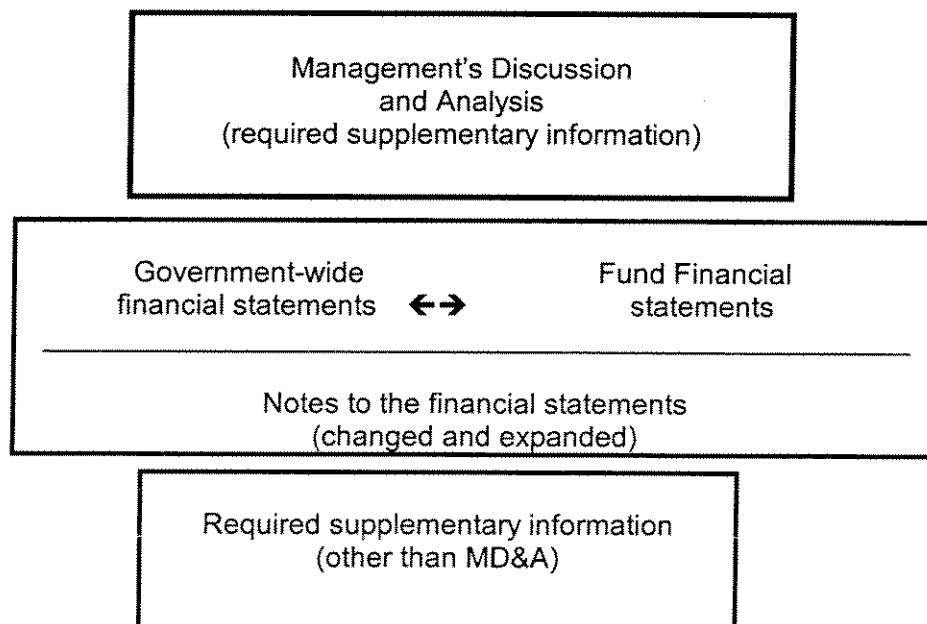 Management's Discussion
and Analysis
(required supplementary information)
Government-wide
financial statements
Fund Financial
statements
Notes to the financial statements
(changed and expanded)
Required supplementary information
(other than MD&A)